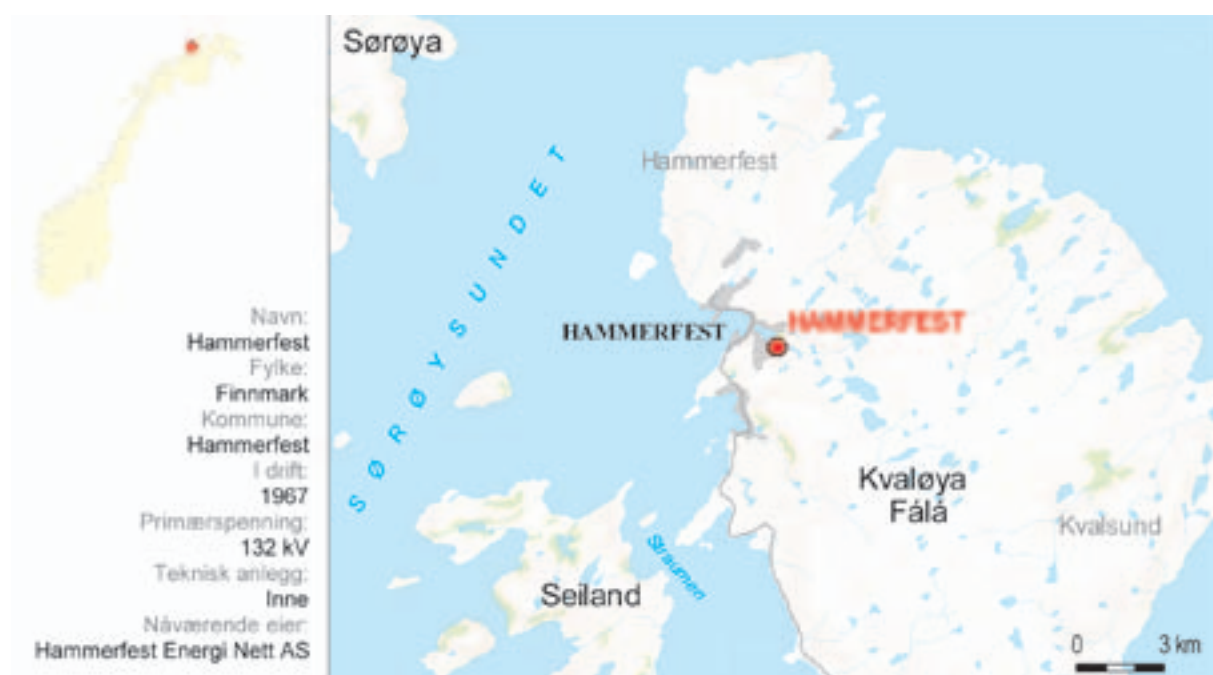 Navn:
Hammerfest
Fylke:
Finnmark
Kommune:
Hammerfest
I drift:
1967
Primærspenning:
132 kV
Teknisk anlegg:
Inne
Nåværende eier:
Hammerfest Energi Nett AS
Sørøya
SØRØYSUNDET
Hammerfest
HAMMERFEST
HAMMERFEST
Kvaløya
Fálá
Kvalsund
Straumen
Seiland
0 3 km